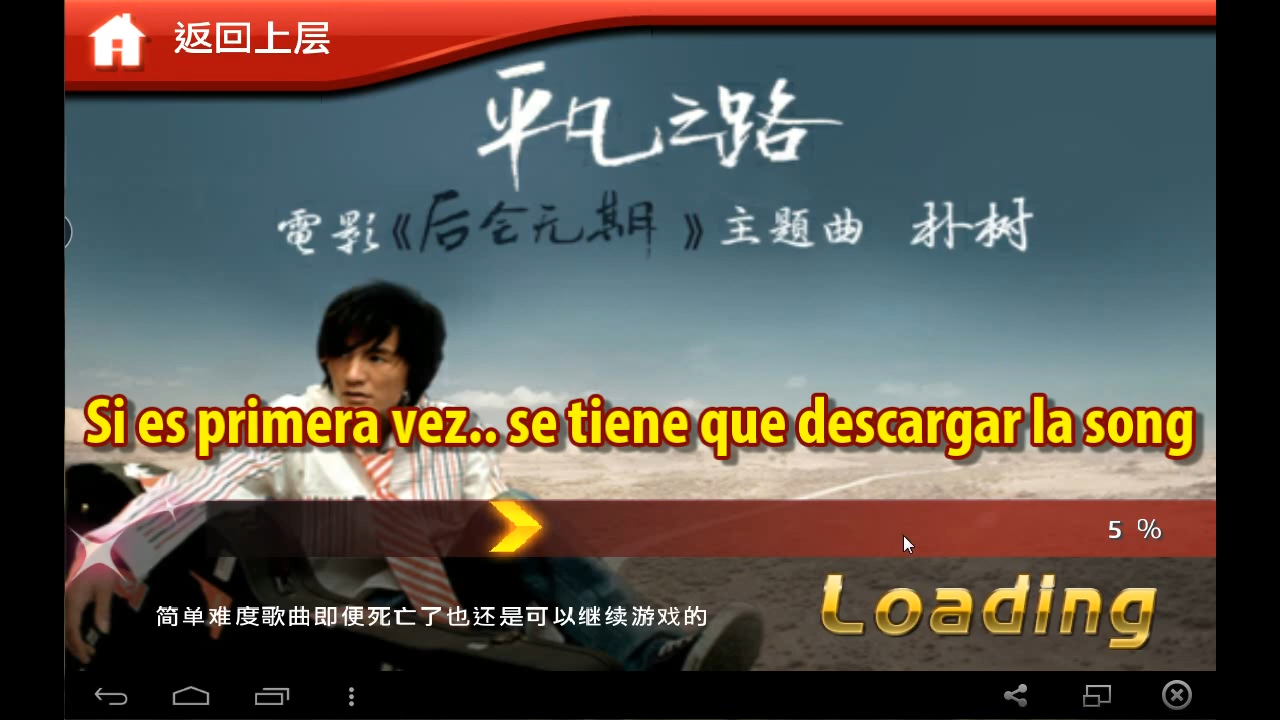 返回上层
平凡之路
電影《后会无期》主題曲 朴树
Si es primera vez.. se tiene que descargar la song
5 %
Loading
简单难度歌曲即便死亡了也还是可以继续游戏的